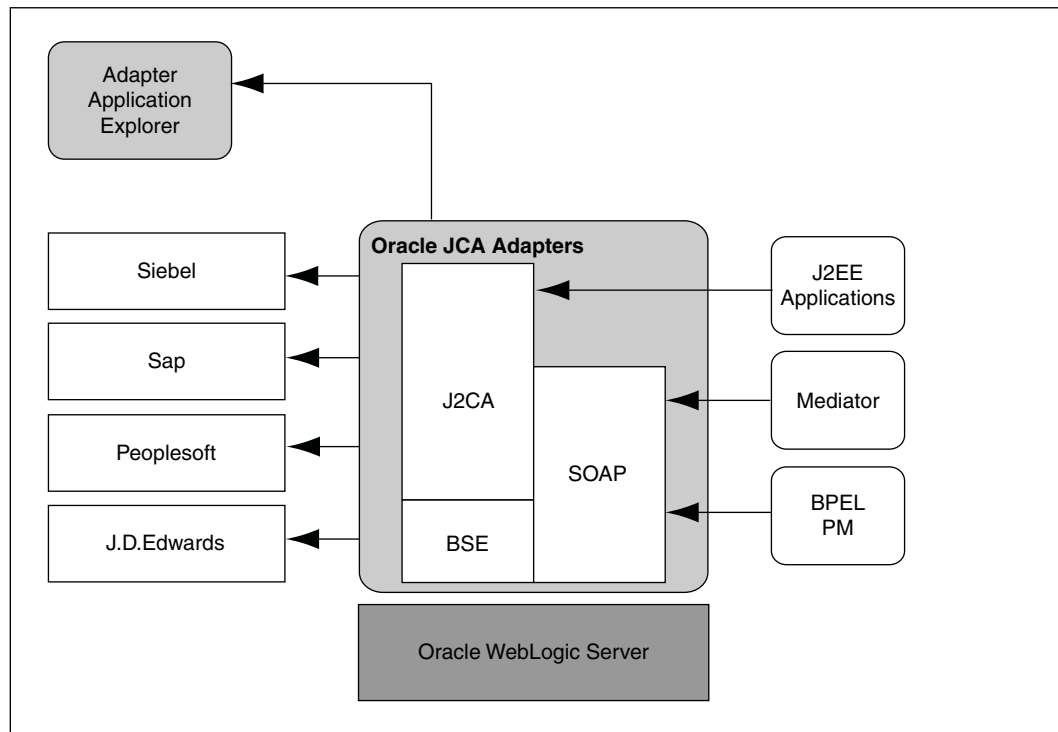 Adapter
Application
Explorer
Oracle JCA Adapters
Siebel
Sap
Peoplesoft
J.D.Edwards
J2CA
BSE
SOAP
J2EE
Applications
Mediator
BPEL
PM
Oracle WebLogic Server